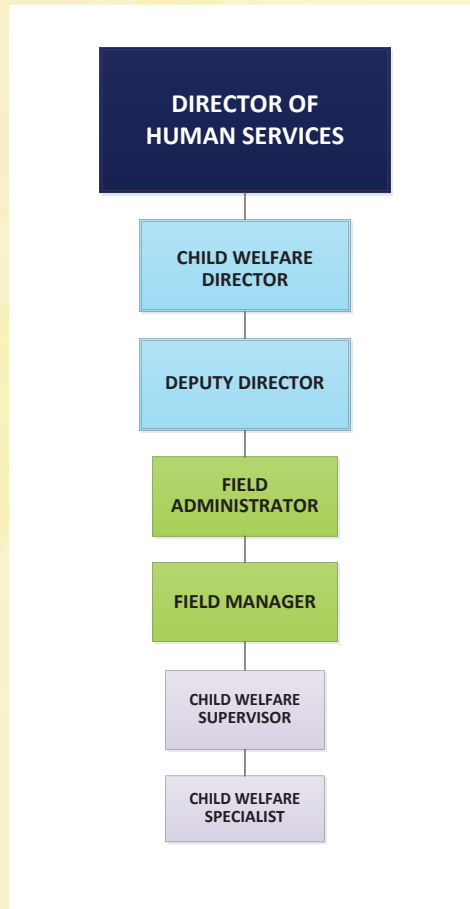 DIRECTOR OF
HUMAN SERVICES
CHILD WELFARE
DIRECTOR
DEPUTY DIRECTOR
FIELD
ADMINISTRATOR
FIELD MANAGER
CHILD WELFARE
SUPERVISOR
CHILD WELFARE
SPECIALIST